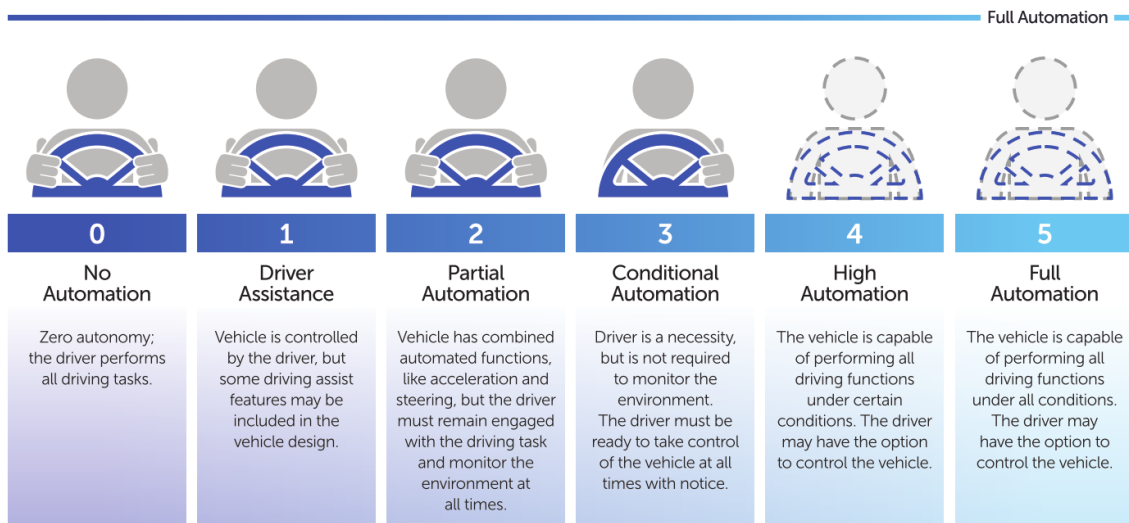 Full Automation
0
No
Automation
Zero autonomy;
the driver performs
all driving tasks.
1
Driver
Assistance
Vehicle is controlled
by the driver, but
some driving assist
features may be
included in the
vehicle design.
2
Partial
Automation
Vehicle has combined
automated functions,
like acceleration and
steering, but the driver
must remain engaged
with the driving task
and monitor the
environment at
all times.
3
Conditional
Automation
Driver is a necessity,
but is not required
to monitor the
environment.
The driver must be
ready to take control
of the vehicle at all
times with notice.
4
High
Automation
The vehicle is capable
of performing all
driving functions
under certain
conditions. The driver
may have the option
to control the vehicle.
5
Full
Automation
The vehicle is capable
of performing all
driving functions
under all conditions.
The driver may
have the option to
control the vehicle.